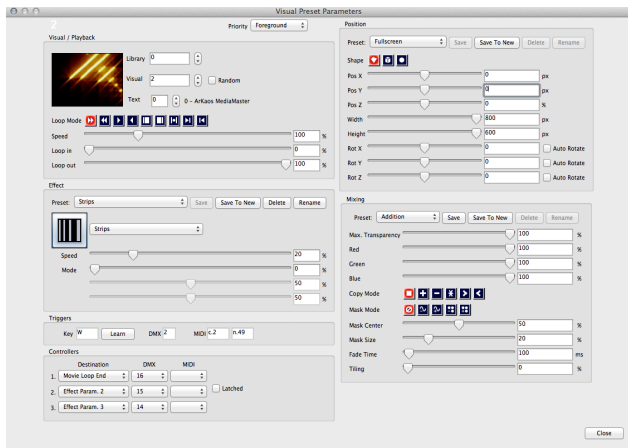 Visual Preset Parameters
2
Priority Foreground
Visual / Playback
Library 0
Visual 2 Random
Text 0 0 - ArKaos MediaMaster
Loop Mode
Speed 100 %
Loop in 0 %
Loop out 100 %
Effect
Preset: Strips Save Save To New Delete Rename
Strips
Speed 20 %
Mode 0 %
50 %
50 %
Triggers
Key W Learn DMX 2 MIDI c.2 n.49
Controllers
Destination DMX MIDI
1. Movie Loop End 16
2. Effect Param. 2 15 Latched
3. Effect Param. 3 14
Position
Preset: Fullscreen Save Save To New Delete Rename
Shape
Pos X 0 px
Pos Y 0 px
Pos Z 0 %
Width 800 px
Height 600 px
Rot X 0 Auto Rotate
Rot Y 0 Auto Rotate
Rot Z 0 Auto Rotate
Mixing
Preset: Addition Save Save To New Delete Rename
Max. Transparency 100 %
Red 100 %
Green 100 %
Blue 100 %
Copy Mode
Mask Mode
Mask Center 50 %
Mask Size 20 %
Fade Time 100 ms
Tiling 0 %
Close